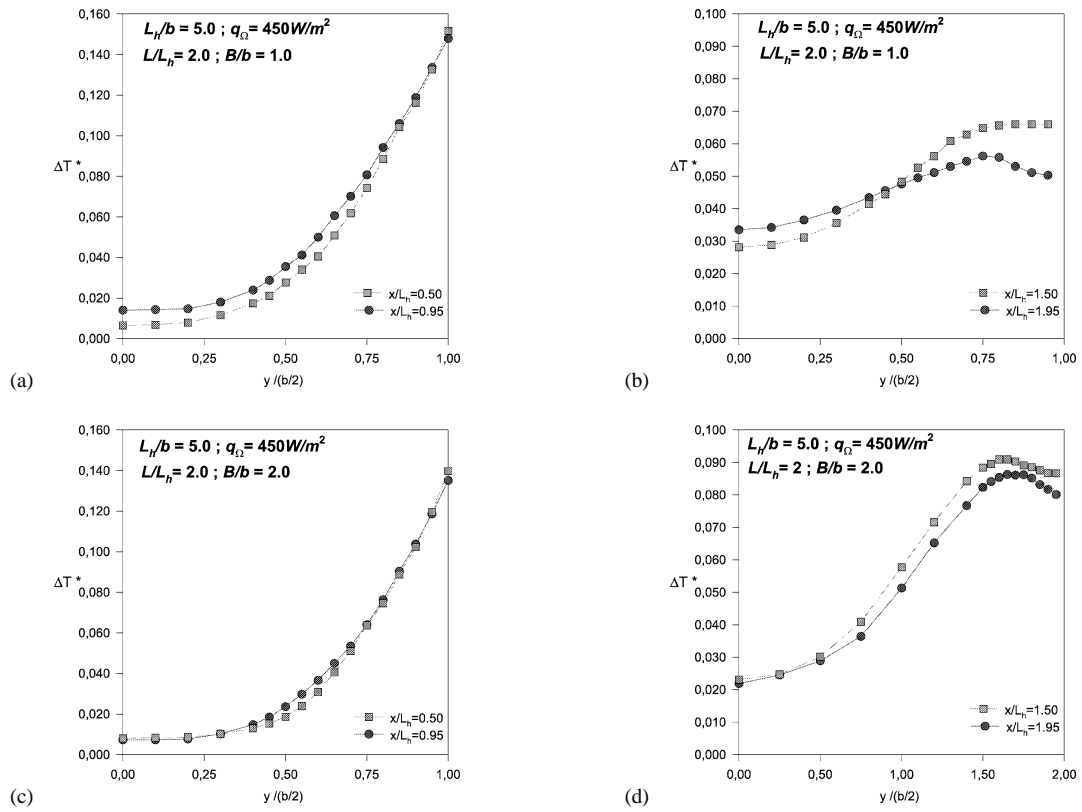 L_h/b = 5.0 ; q_Ω = 450W/m²
L/L_h = 2.0 ; B/b = 1.0
0,160
0,140
0,120
0,100
0,080
0,060
0,040
0,020
0,000
ΔT *
x/L_h=0.50
x/L_h=0.95
0,00 0,25 0,50 0,75 1,00
y /(b/2)
(a)
L_h/b = 5.0 ; q_Ω = 450W/m²
L/L_h = 2.0 ; B/b = 1.0
0,100
0,090
0,080
0,070
0,060
0,050
0,040
0,030
0,020
0,010
0,000
ΔT *
x/L_h=1.50
x/L_h=1.95
0,00 0,25 0,50 0,75 1,00
y /(b/2)
(b)
L_h/b = 5.0 ; q_Ω = 450W/m²
L/L_h = 2.0 ; B/b = 2.0
0,160
0,140
0,120
0,100
0,080
0,060
0,040
0,020
0,000
ΔT *
x/L_h=0.50
x/L_h=0.95
0,00 0,25 0,50 0,75 1,00
y /(b/2)
(c)
L_h/b = 5.0 ; q_Ω = 450W/m²
L/L_h = 2 ; B/b = 2.0
0,100
0,090
0,080
0,070
0,060
0,050
0,040
0,030
0,020
0,010
0,000
ΔT *
x/L_h=1.50
x/L_h=1.95
0,00 0,50 1,00 1,50 2,00
y /(b/2)
(d)